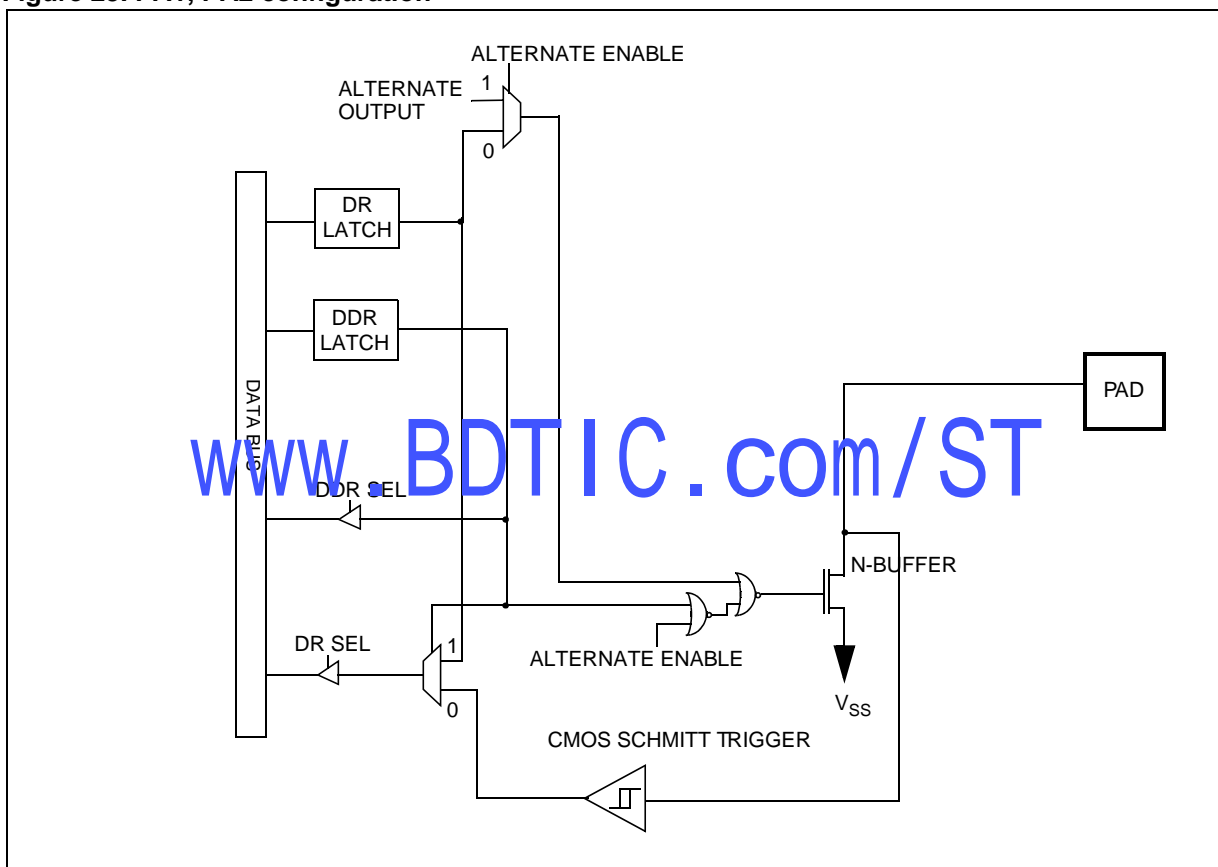 ALTERNATE ENABLE
ALTERNATE
OUTPUT
1
0
DR
LATCH
DDR
LATCH
DATA BUS
PAD
www.BDTIC.com/ST
DDR SEL
N-BUFFER
DR SEL
1
0
ALTERNATE ENABLE
VSS
CMOS SCHMITT TRIGGER